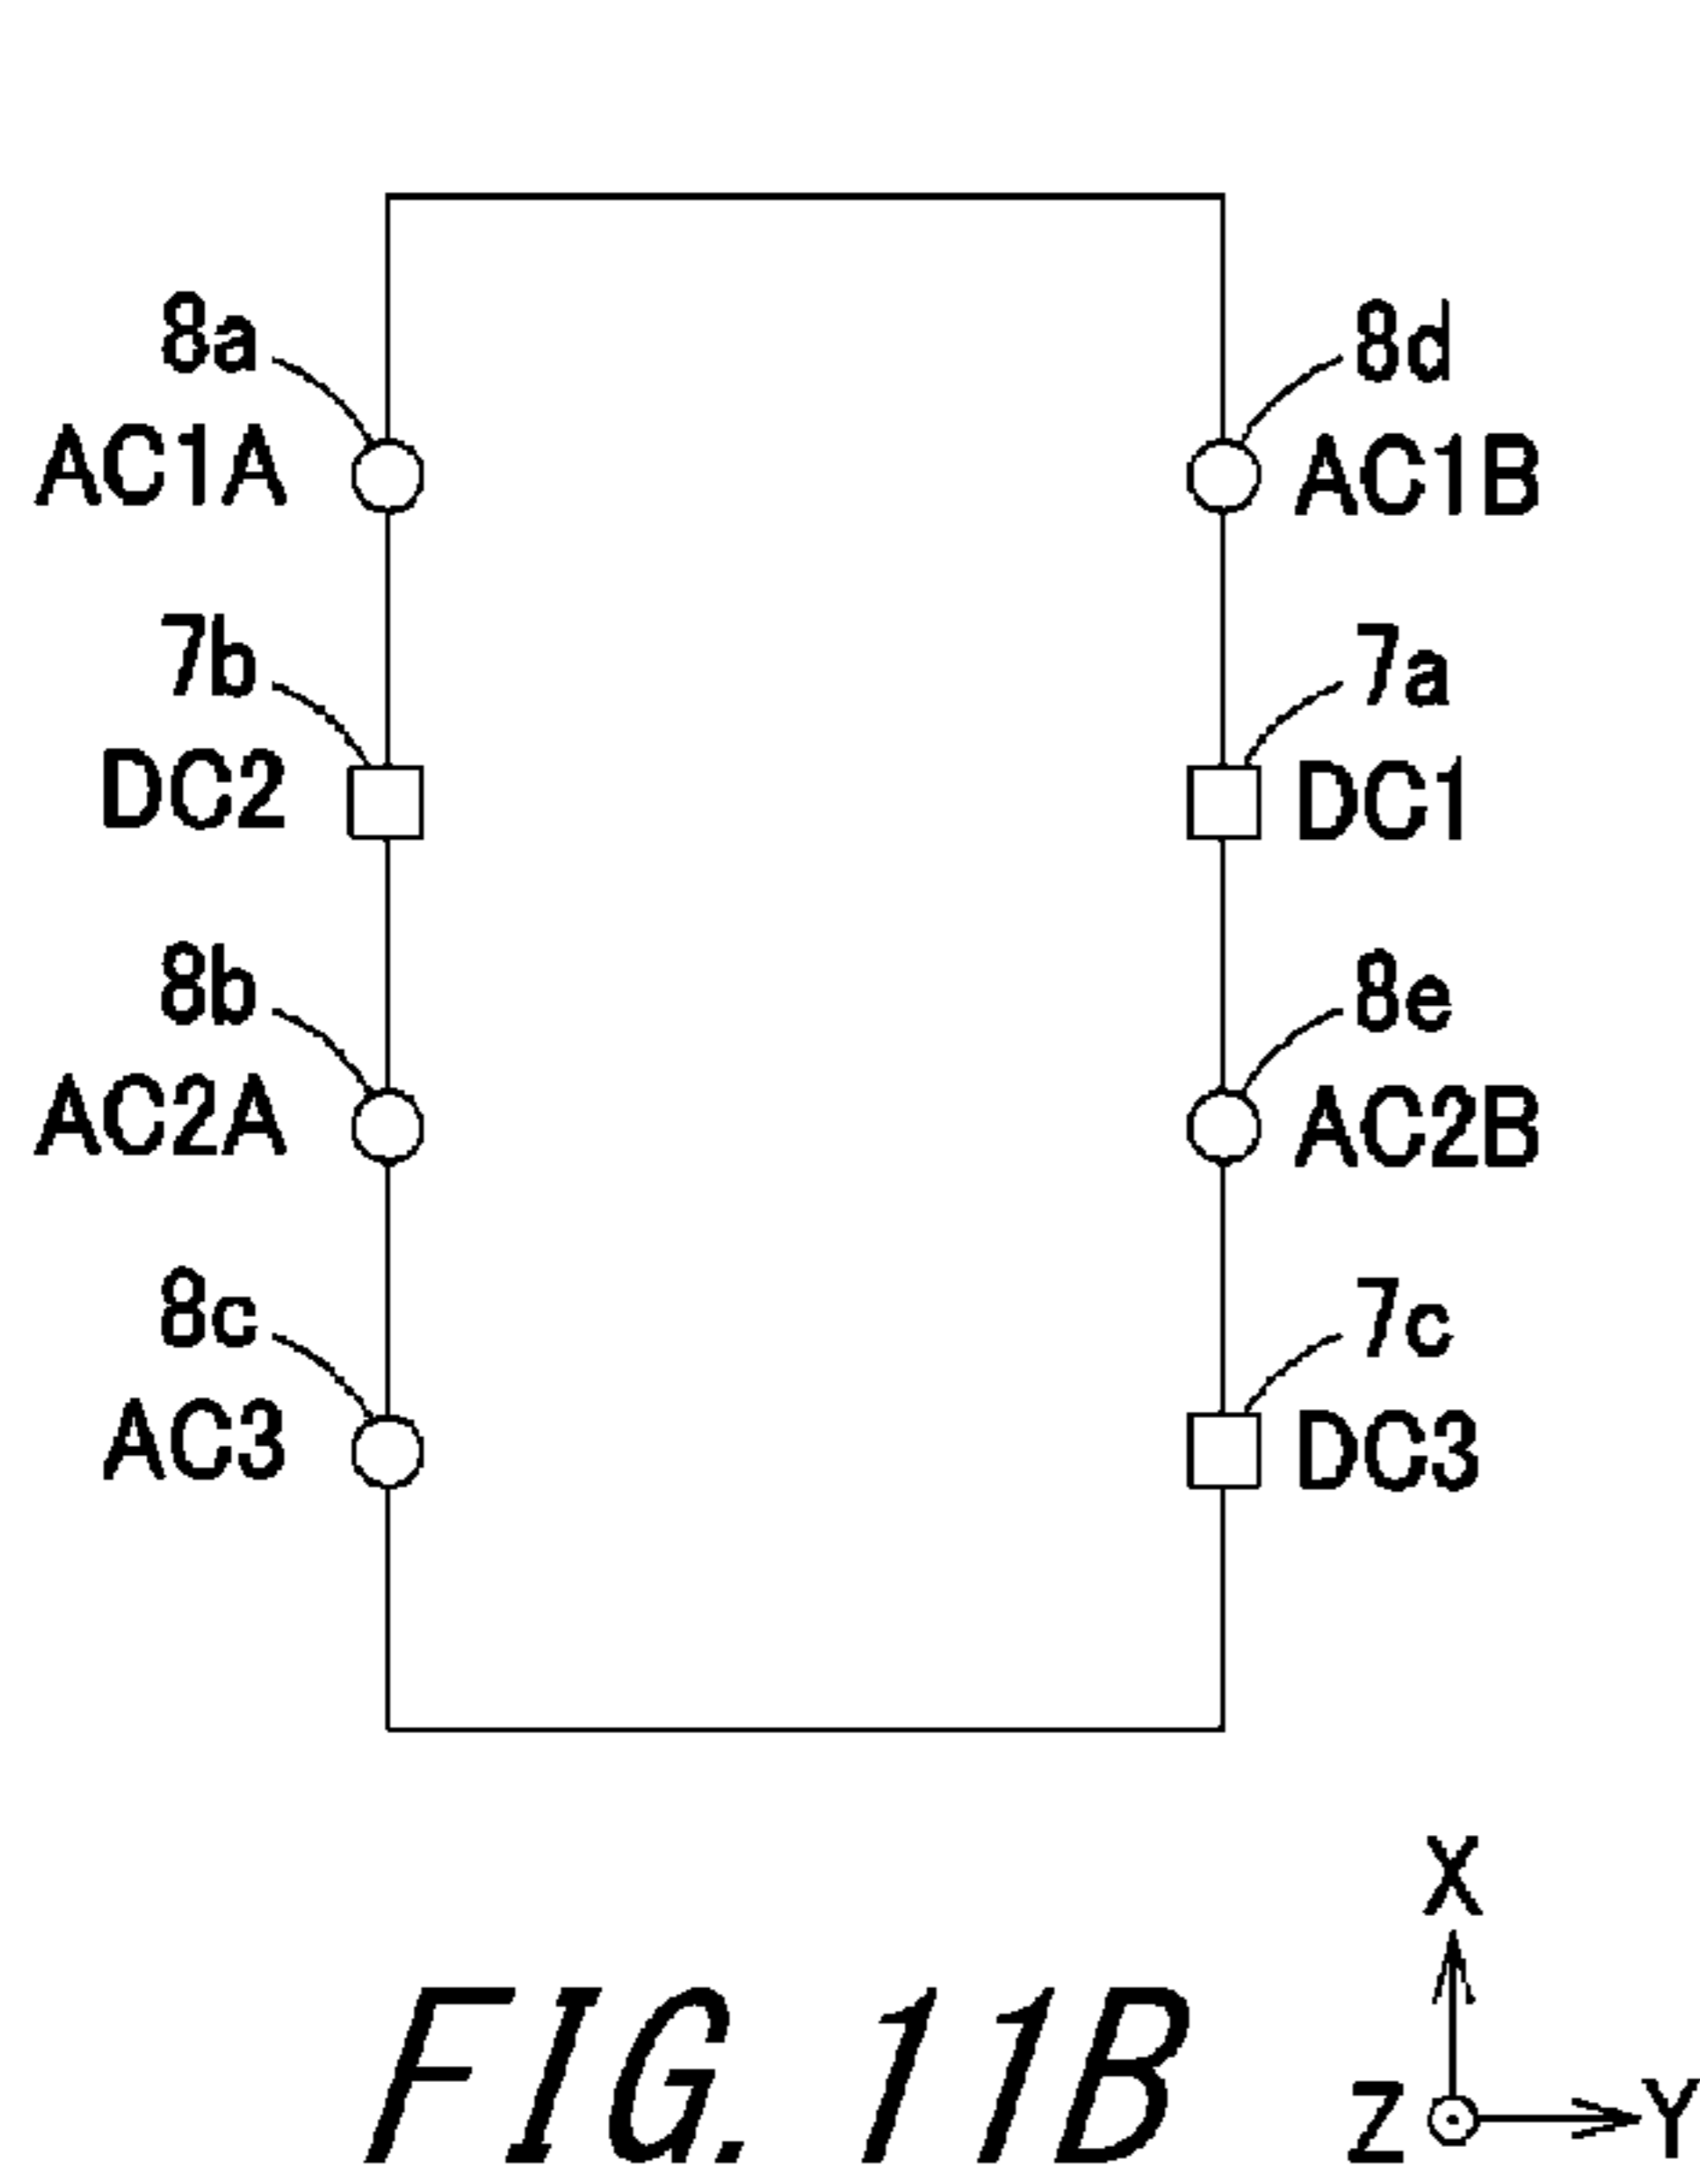 8a
8d
AC1A
AC1B
7b
7a
DC2
DC1
8b
8e
AC2A
AC2B
8c
7c
AC3
DC3
X
Z
Y
FIG. 11B